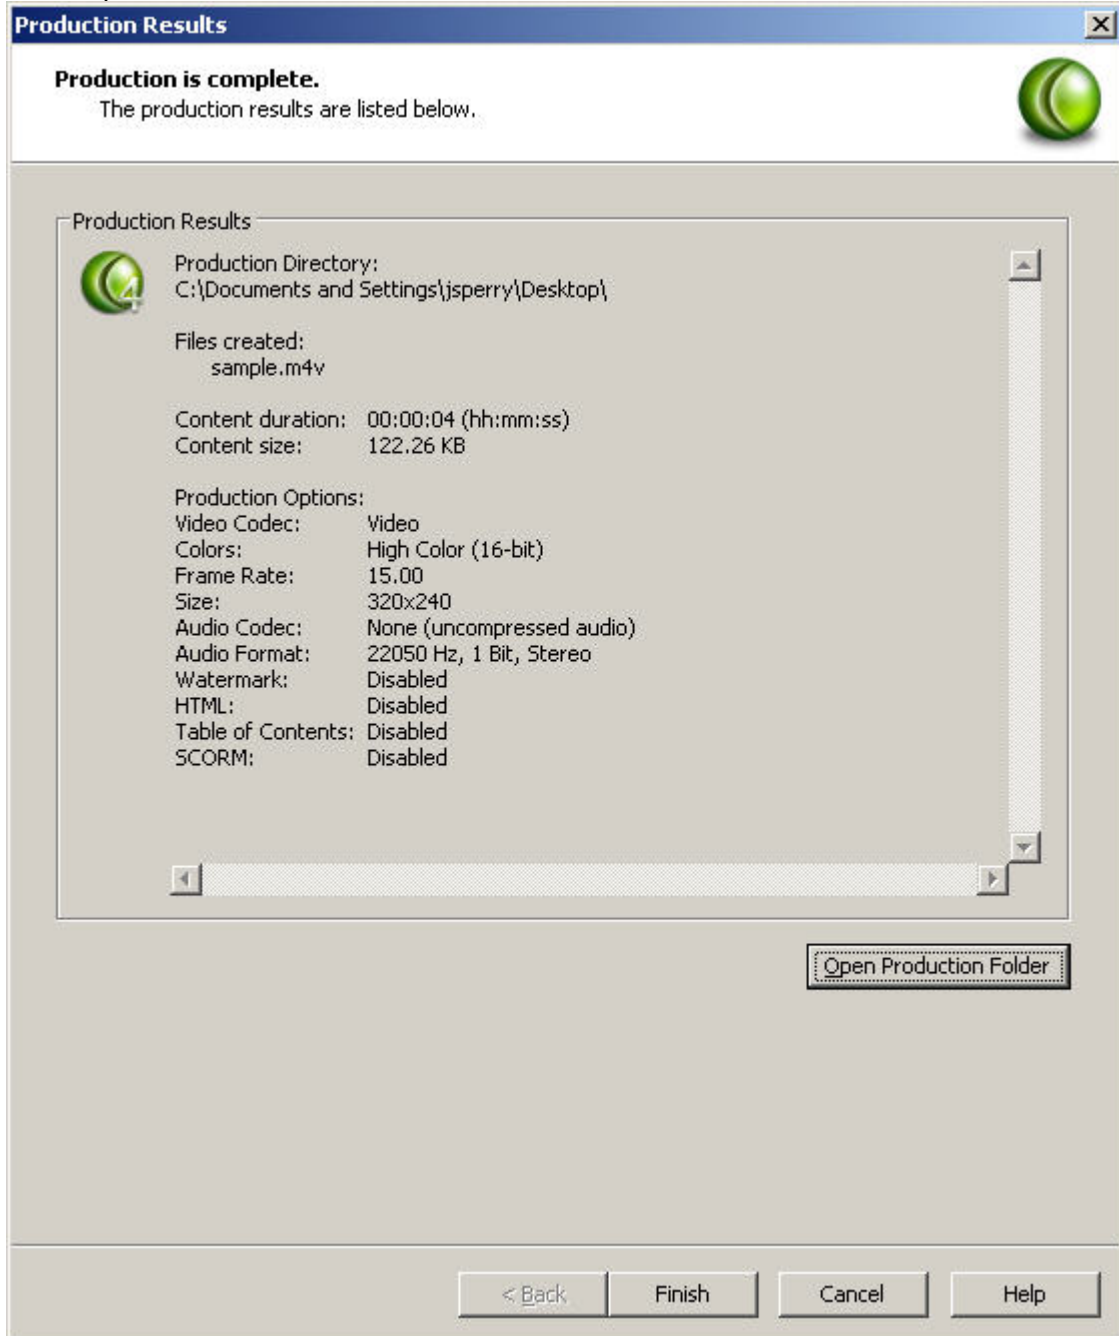 Production Results
Production is complete.
The production results are listed below.
Production Results
4
Production Directory:
C:\Documents and Settings\jsperry\Desktop\
Files created:
sample.m4v
Content duration: 00:00:04 (hh:mm:ss)
Content size: 122.26 KB
Production Options:
Video Codec: Video
Colors: High Color (16-bit)
Frame Rate: 15.00
Size: 320x240
Audio Codec: None (uncompressed audio)
Audio Format: 22050 Hz, 1 Bit, Stereo
Watermark: Disabled
HTML: Disabled
Table of Contents: Disabled
SCORM: Disabled
Open Production Folder
< Back Finish Cancel Help